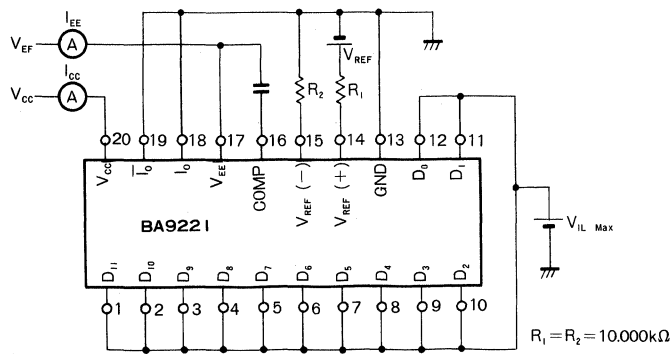 I_EE
V_EF
A
I_CC
V_CC
A
V_REF
R_2
R_1
20 19 18 17 16 15 14 13 12 11
V_CC
I_O
I_O
V_EE
COMP
V_REF (−)
V_REF (+)
GND
D_0
D_1
BA9221
V_IL Max
D_11 D_10 D_9 D_8 D_7 D_6 D_5 D_4 D_3 D_2
1 2 3 4 5 6 7 8 9 10
R_1=R_2=10.000kΩ